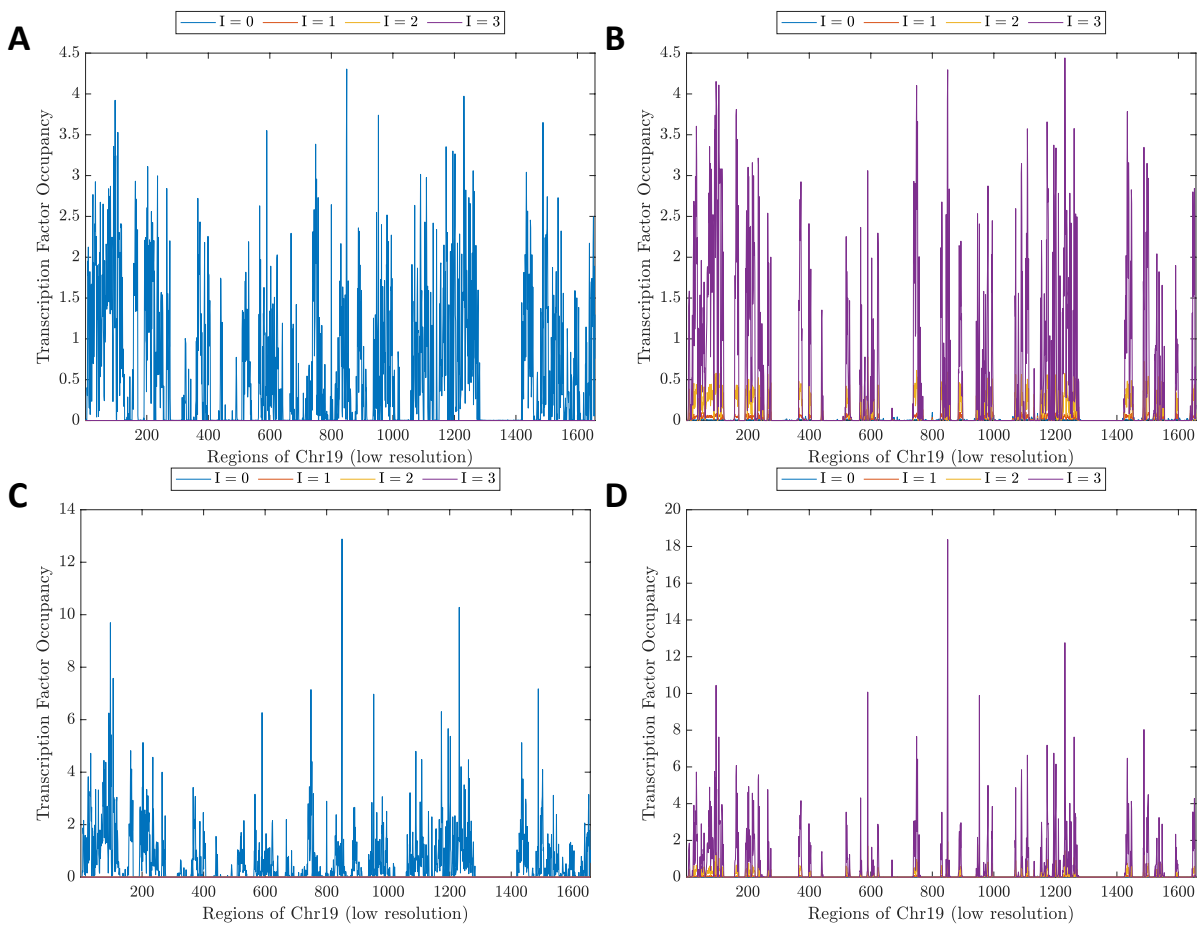 A
I = 0 I = 1 I = 2 I = 3
Transcription Factor Occupancy
4.5
4
3.5
3
2.5
2
1.5
1
0.5
0
200 400 600 800 1000 1200 1400 1600
Regions of Chr19 (low resolution)
B
I = 0 I = 1 I = 2 I = 3
Transcription Factor Occupancy
4.5
4
3.5
3
2.5
2
1.5
1
0.5
0
200 400 600 800 1000 1200 1400 1600
Regions of Chr19 (low resolution)
C
I = 0 I = 1 I = 2 I = 3
Transcription Factor Occupancy
14
12
10
8
6
4
2
0
200 400 600 800 1000 1200 1400 1600
Regions of Chr19 (low resolution)
D
I = 0 I = 1 I = 2 I = 3
Transcription Factor Occupancy
20
18
16
14
12
10
8
6
4
2
0
200 400 600 800 1000 1200 1400 1600
Regions of Chr19 (low resolution)